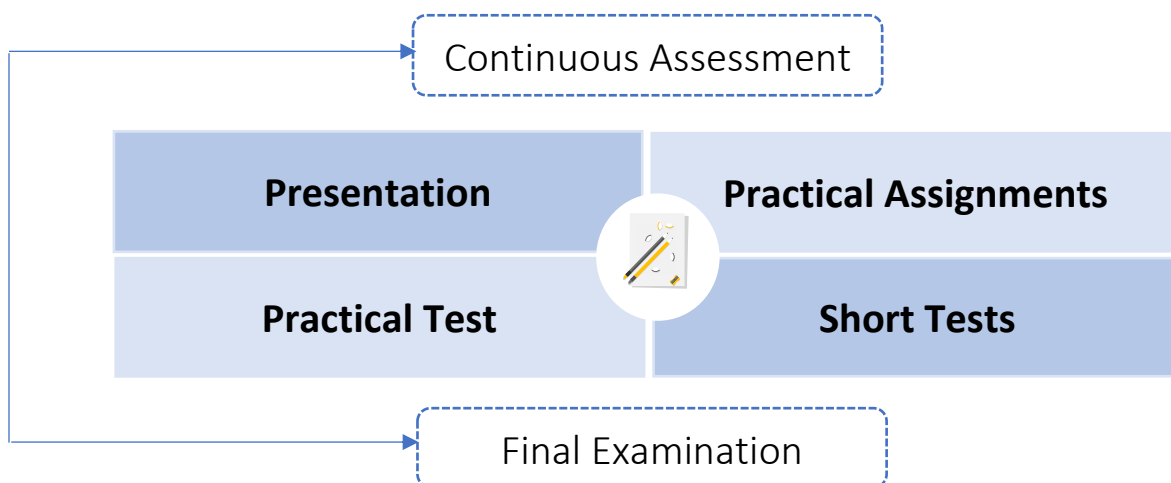 Continuous Assessment
Presentation
Practical Assignments
Practical Test
Short Tests
Final Examination